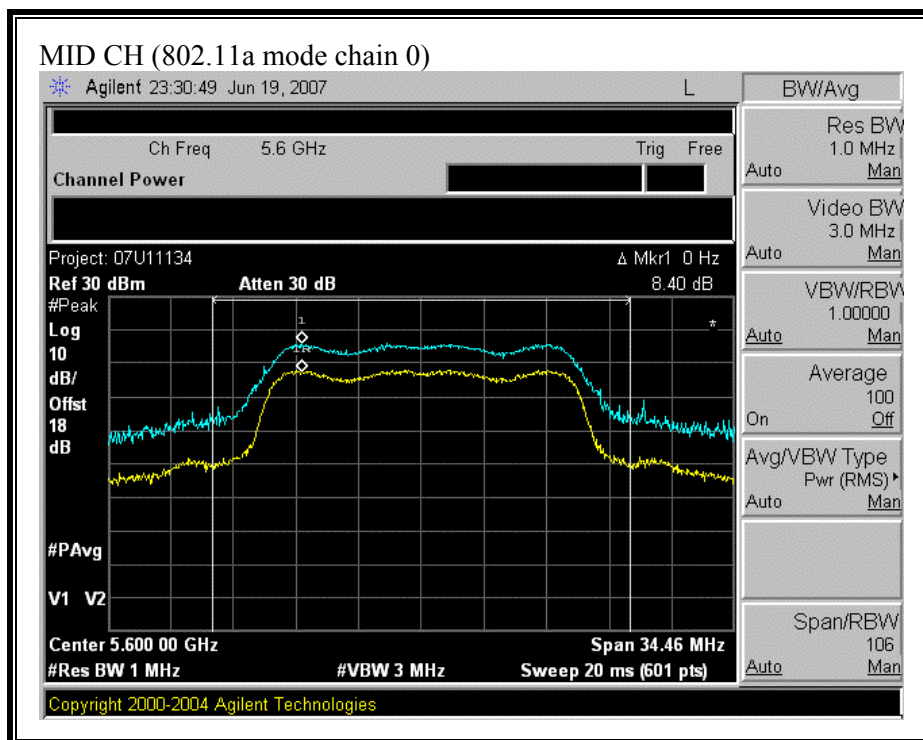 MID CH (802.11a mode chain 0)
Agilent 23:30:49 Jun 19, 2007 L
BW/Avg
Ch Freq 5.6 GHz Trig Free
Channel Power
Project: 07U11134 Δ Mkr1 0 Hz
Ref 30 dBm Atten 30 dB 8.40 dB
#Peak
Log
10
dB/
Offst
18
dB
1
1R
*
#PAvg
V1 V2
Center 5.600 00 GHz Span 34.46 MHz
#Res BW 1 MHz #VBW 3 MHz Sweep 20 ms (601 pts)
Copyright 2000-2004 Agilent Technologies
Res BW
1.0 MHz
Auto Man
Video BW
3.0 MHz
Auto Man
VBW/RBW
1.00000
Auto Man
Average
100
On Off
Avg/VBW Type
Pwr (RMS)
Auto Man
Span/RBW
106
Auto Man